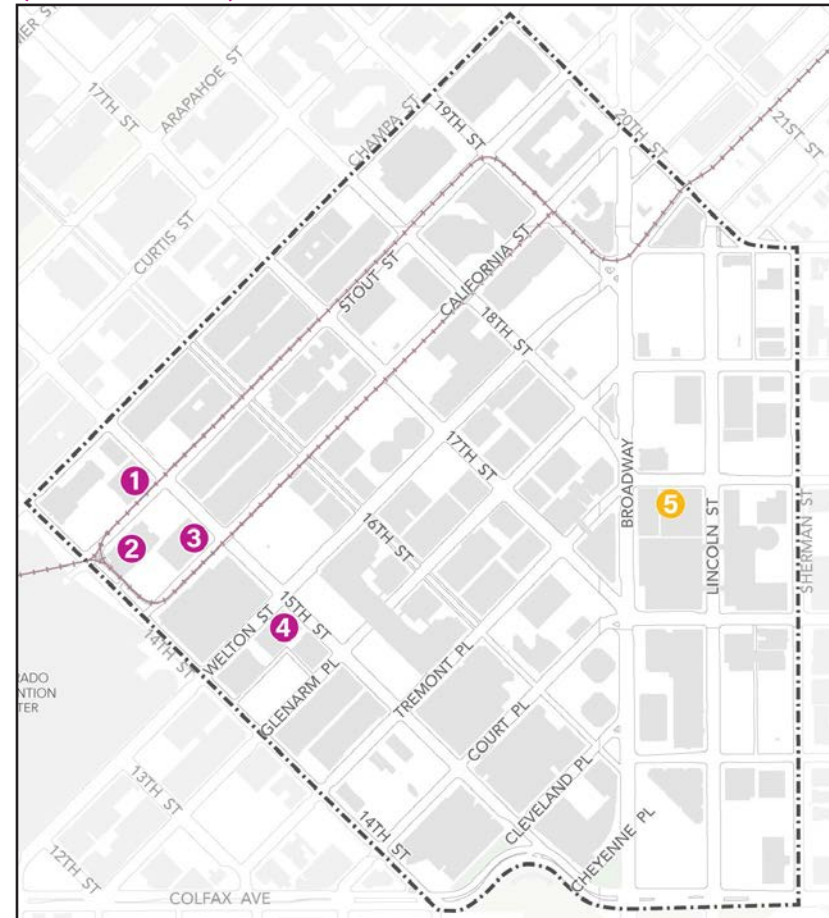 17TH ST
ARAPAHOE ST
CURTIS ST
CHAMPA ST
19TH ST
20TH ST
21ST ST
STOUT ST
CALIFORNIA ST
18TH ST
17TH ST
16TH ST
BROADWAY
LINCOLN ST
SHERMAN ST
1
2
3
4
5
15TH ST
WELTON ST
14TH ST
GLENARM PL
TREMONT PL
COURT PL
CLEVELAND PL
CHEYENNE PL
RADO
NTION
TER
13TH ST
12TH ST
14TH ST
COLFAX AVE